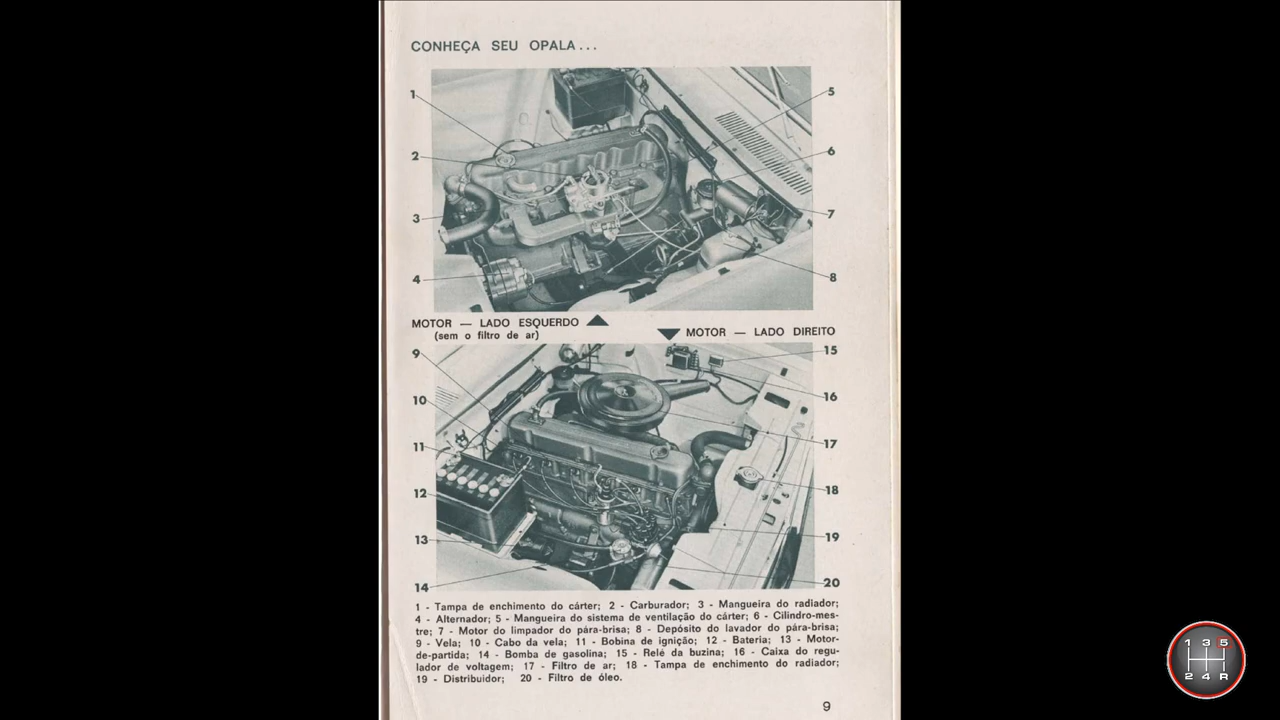 CONHEÇA SEU OPALA...
1
2
3
4
5
6
7
8
MOTOR — LADO ESQUERDO
(sem o filtro de ar)
MOTOR — LADO DIREITO
9
10
11
12
13
14
15
16
17
18
19
20
1 - Tampa de enchimento do cárter; 2 - Carburador; 3 - Mangueira do radiador;
4 - Alternador; 5 - Mangueira do sistema de ventilação do cárter; 6 - Cilindro-mes-
tre; 7 - Motor do limpador do pára-brisa; 8 - Depósito do lavador do pára-brisa;
9 - Vela; 10 - Cabo da vela; 11 - Bobina de ignição; 12 - Bateria; 13 - Motor-
de-partida; 14 - Bomba de gasolina; 15 - Relé da buzina; 16 - Caixa do regu-
lador de voltagem; 17 - Filtro de ar; 18 - Tampa de enchimento do radiador;
19 - Distribuidor; 20 - Filtro de óleo.
9
1 3 5
2 4 R